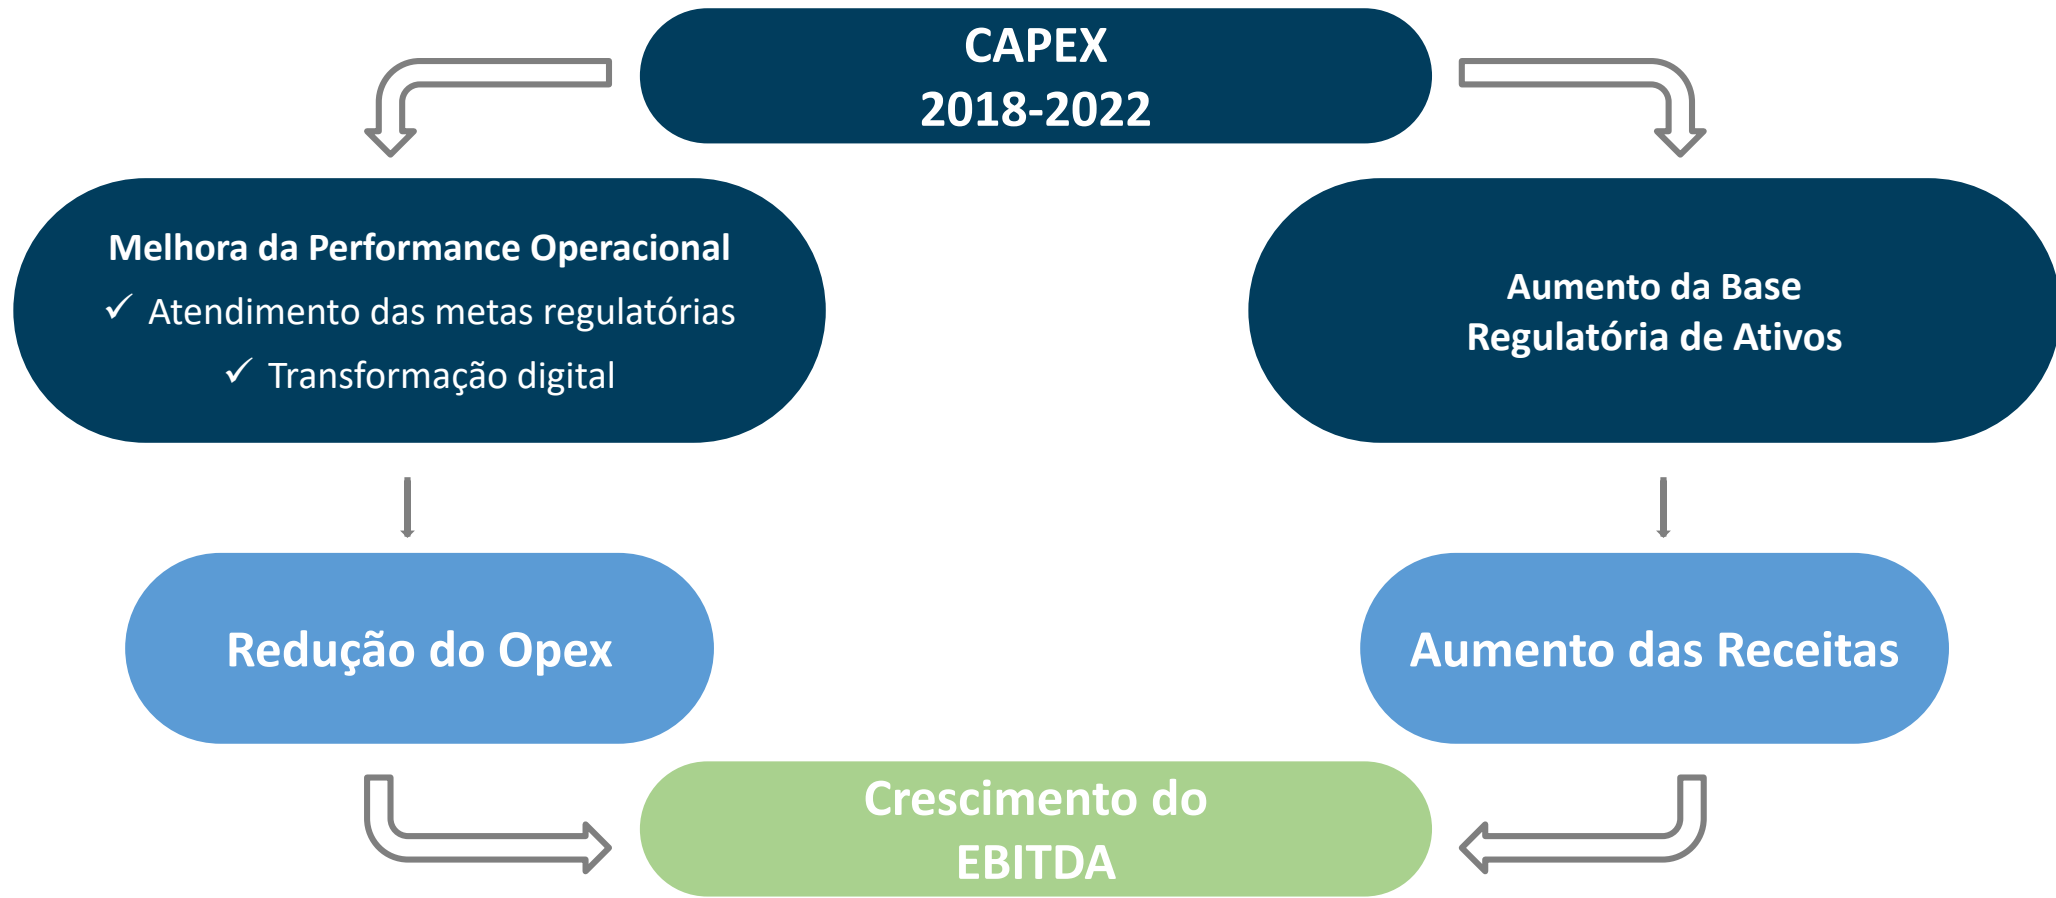 CAPEX
2018-2022
Melhora da Performance Operacional
✓ Atendimento das metas regulatórias
✓ Transformação digital
Aumento da Base
Regulatória de Ativos
Redução do Opex
Aumento das Receitas
Crescimento do
EBITDA